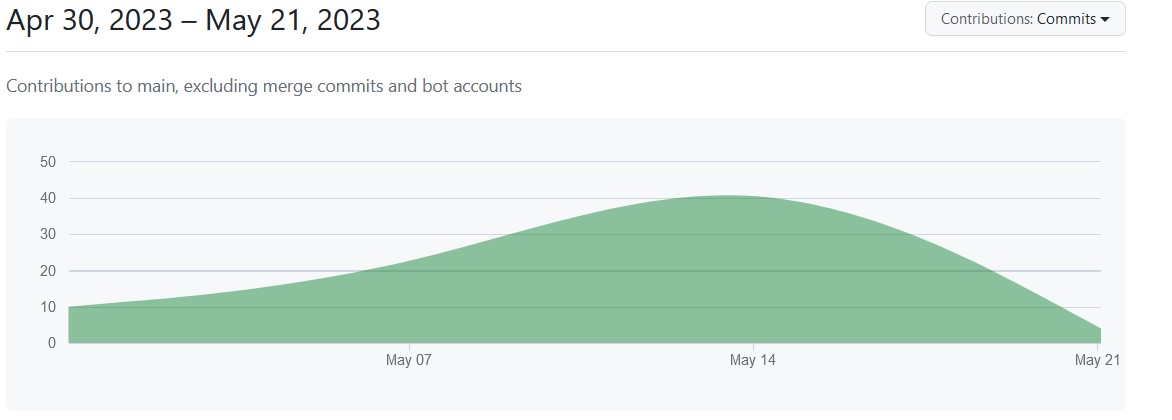 Apr 30, 2023 – May 21, 2023
Contributions: Commits
Contributions to main, excluding merge commits and bot accounts
50
40
30
20
10
0
May 07
May 14
May 21